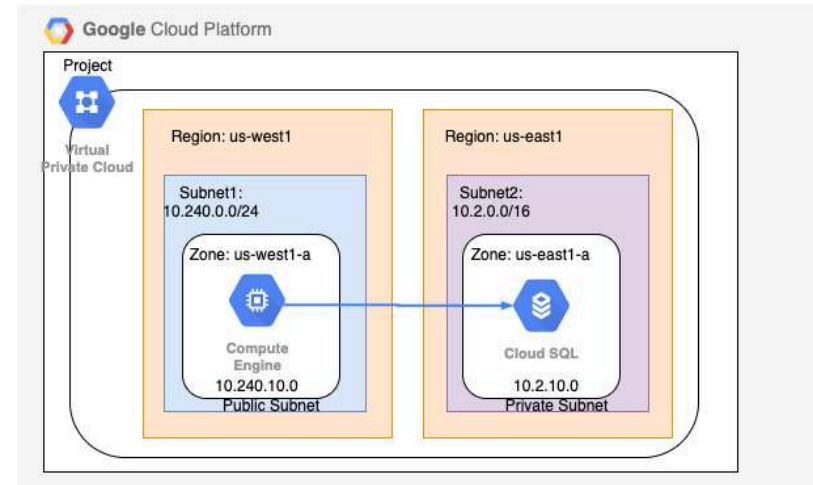 Google Cloud Platform
Project
Virtual
Private Cloud
Region: us-west1
Subnet1:
10.240.0.0/24
Zone: us-west1-a
Compute
Engine
10.240.10.0
Public Subnet
Region: us-east1
Subnet2:
10.2.0.0/16
Zone: us-east1-a
Cloud SQL
10.2.10.0
Private Subnet